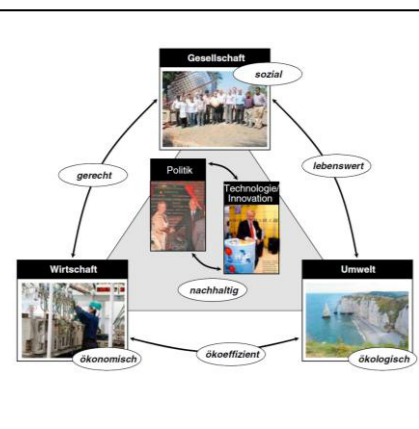 Gesellschaft
sozial
gerecht
lebenswert
Politik
Technologie/
Innovation
nachhaltig
Wirtschaft
Umwelt
ökonomisch
ökoeffizient
ökologisch